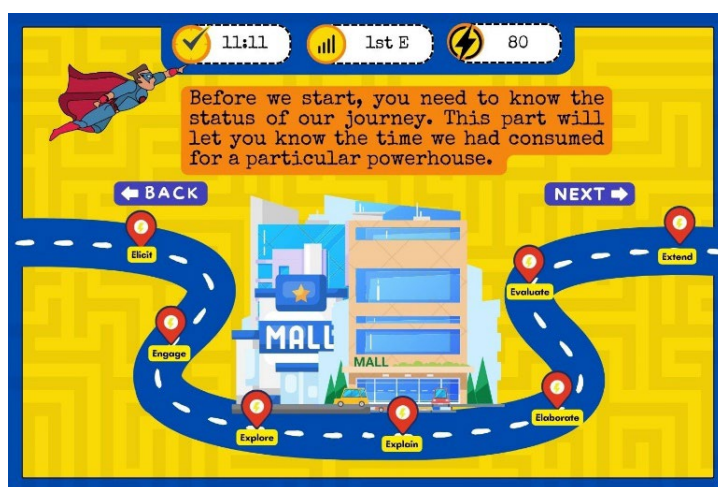 11:11
1st E
80
Before we start, you need to know the
status of our journey. This part will
let you know the time we had consumed
for a particular powerhouse.
BACK
NEXT
Elicit
Extend
Evaluate
MALL
Engage
MALL
Elaborate
Explore
Explain